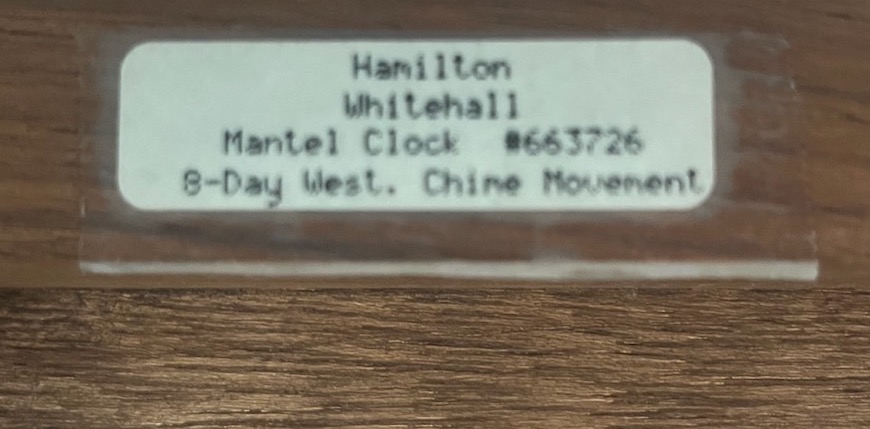 Hamilton
Whitehall
Mantel Clock #663726
8-Day West. Chime Movement